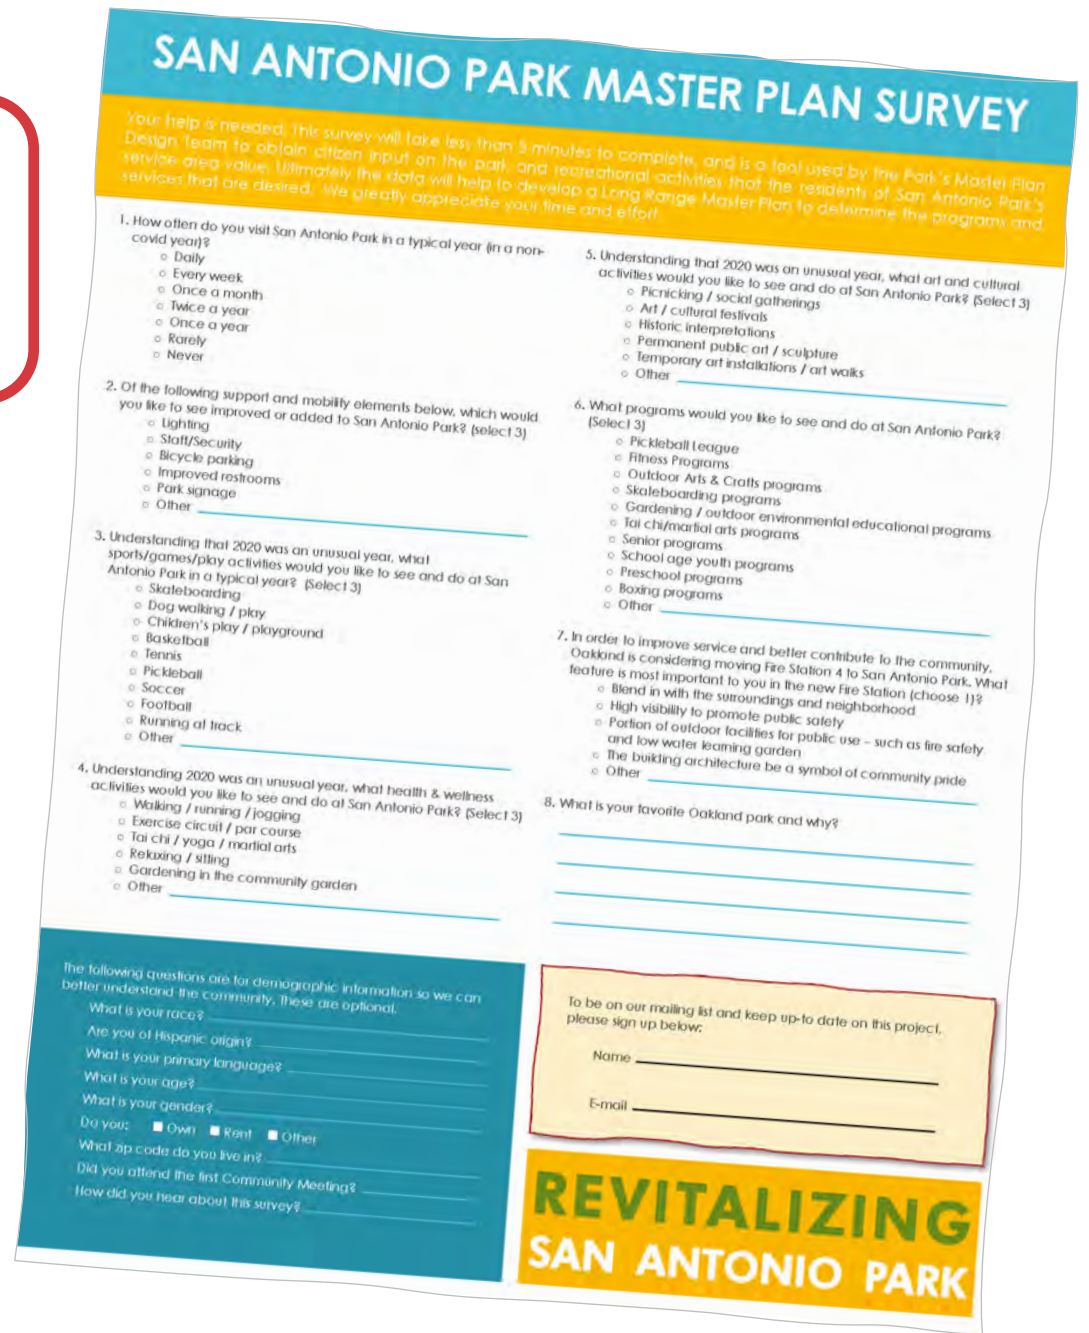 SAN ANTONIO PARK MASTER PLAN SURVEY
Your help is needed. This survey will take less than 5 minutes to complete, and is a tool used by the Park's Master Plan
Design Team to obtain citizen input on the park, and recreational activities that the residents of San Antonio Park's
service area value. Ultimately the data will help to develop a Long Range Master Plan to determine the programs and
services that are desired. We greatly appreciate your time and effort.
1. How often do you visit San Antonio Park in a typical year (in a non-
covid year)?
Daily
Every week
Once a month
Twice a year
Once a year
Rarely
Never
2. Of the following support and mobility elements below, which would
you like to see improved or added to San Antonio Park? (select 3)
Lighting
Staff/Security
Bicycle parking
Improved restrooms
Park signage
Other
3. Understanding that 2020 was an unusual year, what
sports/games/play activities would you like to see and do at San
Antonio Park in a typical year? (Select 3)
Skateboarding
Dog walking / play
Children's play / playground
Basketball
Tennis
Pickleball
Soccer
Football
Running at track
Other
4. Understanding 2020 was an unusual year, what health & wellness
activities would you like to see and do at San Antonio Park? (Select 3)
Walking / running / jogging
Exercise circuit / par course
Tai chi / yoga / martial arts
Relaxing / sitting
Gardening in the community garden
Other
5. Understanding that 2020 was an unusual year, what art and cultural
activities would you like to see and do at San Antonio Park? (Select 3)
Picnicking / social gatherings
Art / cultural festivals
Historic interpretations
Permanent public art / sculpture
Temporary art installations / art walks
Other
6. What programs would you like to see and do at San Antonio Park?
(Select 3)
Pickleball League
Fitness Programs
Outdoor Arts & Crafts programs
Skateboarding programs
Gardening / outdoor environmental educational programs
Tai chi/martial arts programs
Senior programs
School age youth programs
Preschool programs
Boxing programs
Other
7. In order to improve service and better contribute to the community,
Oakland is considering moving Fire Station 4 to San Antonio Park. What
feature is most important to you in the new Fire Station (choose 1)?
Blend in with the surroundings and neighborhood
High visibility to promote public safety
Portion of outdoor facilities for public use – such as fire safety
and low water learning garden
The building architecture be a symbol of community pride
Other
8. What is your favorite Oakland park and why?
The following questions are for demographic information so we can
better understand the community. These are optional.
What is your race?
Are you of Hispanic origin?
What is your primary language?
What is your age?
What is your gender?
Do you: Own Rent Other
What zip code do you live in?
Did you attend the first Community Meeting?
How did you hear about this survey?
To be on our mailing list and keep up-to date on this project,
please sign up below:
Name
E-mail
REVITALIZING
SAN ANTONIO PARK